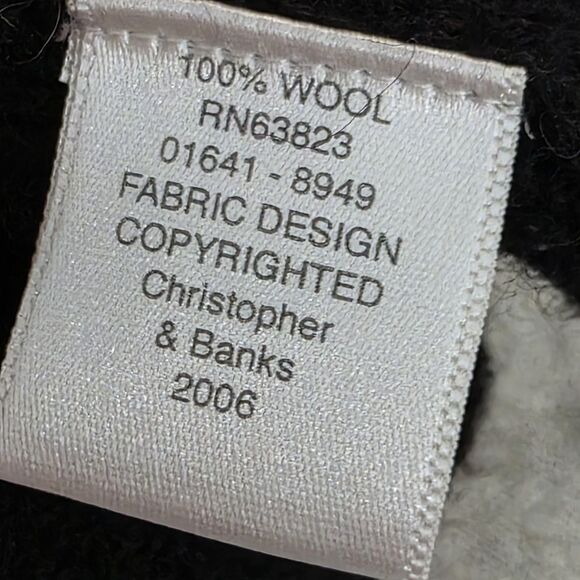 100% WOOL
RN63823
01641 - 8949
FABRIC DESIGN
COPYRIGHTED
Christopher
& Banks
2006